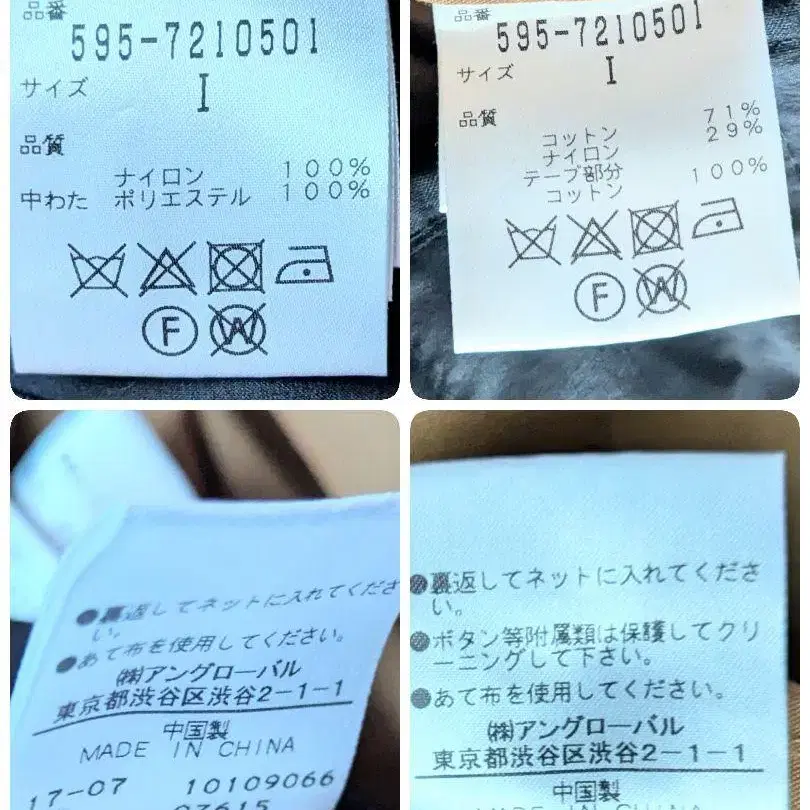 品番
595-7210501
サイズ I
品質
ナイロン 100%
中わた ポリエステル 100%
F W
品番
595-7210501
サイズ I
品質
コットン 71%
ナイロン 29%
テープ部分
コットン 100%
F W
●裏返してネットに入れてくださ
い。
●あて布を使用してください。
㈱アングローバル
東京都渋谷区渋谷2-1-1
中国製
MADE IN CHINA
17-07 10109066
07615
●裏返してネットに入れてくださ
い。
●ボタン等附属類は保護してクリ
ーニングして下さい。
●あて布を使用してください。
㈱アングローバル
東京都渋谷区渋谷2-1-1
中国製
MADE IN CHINA